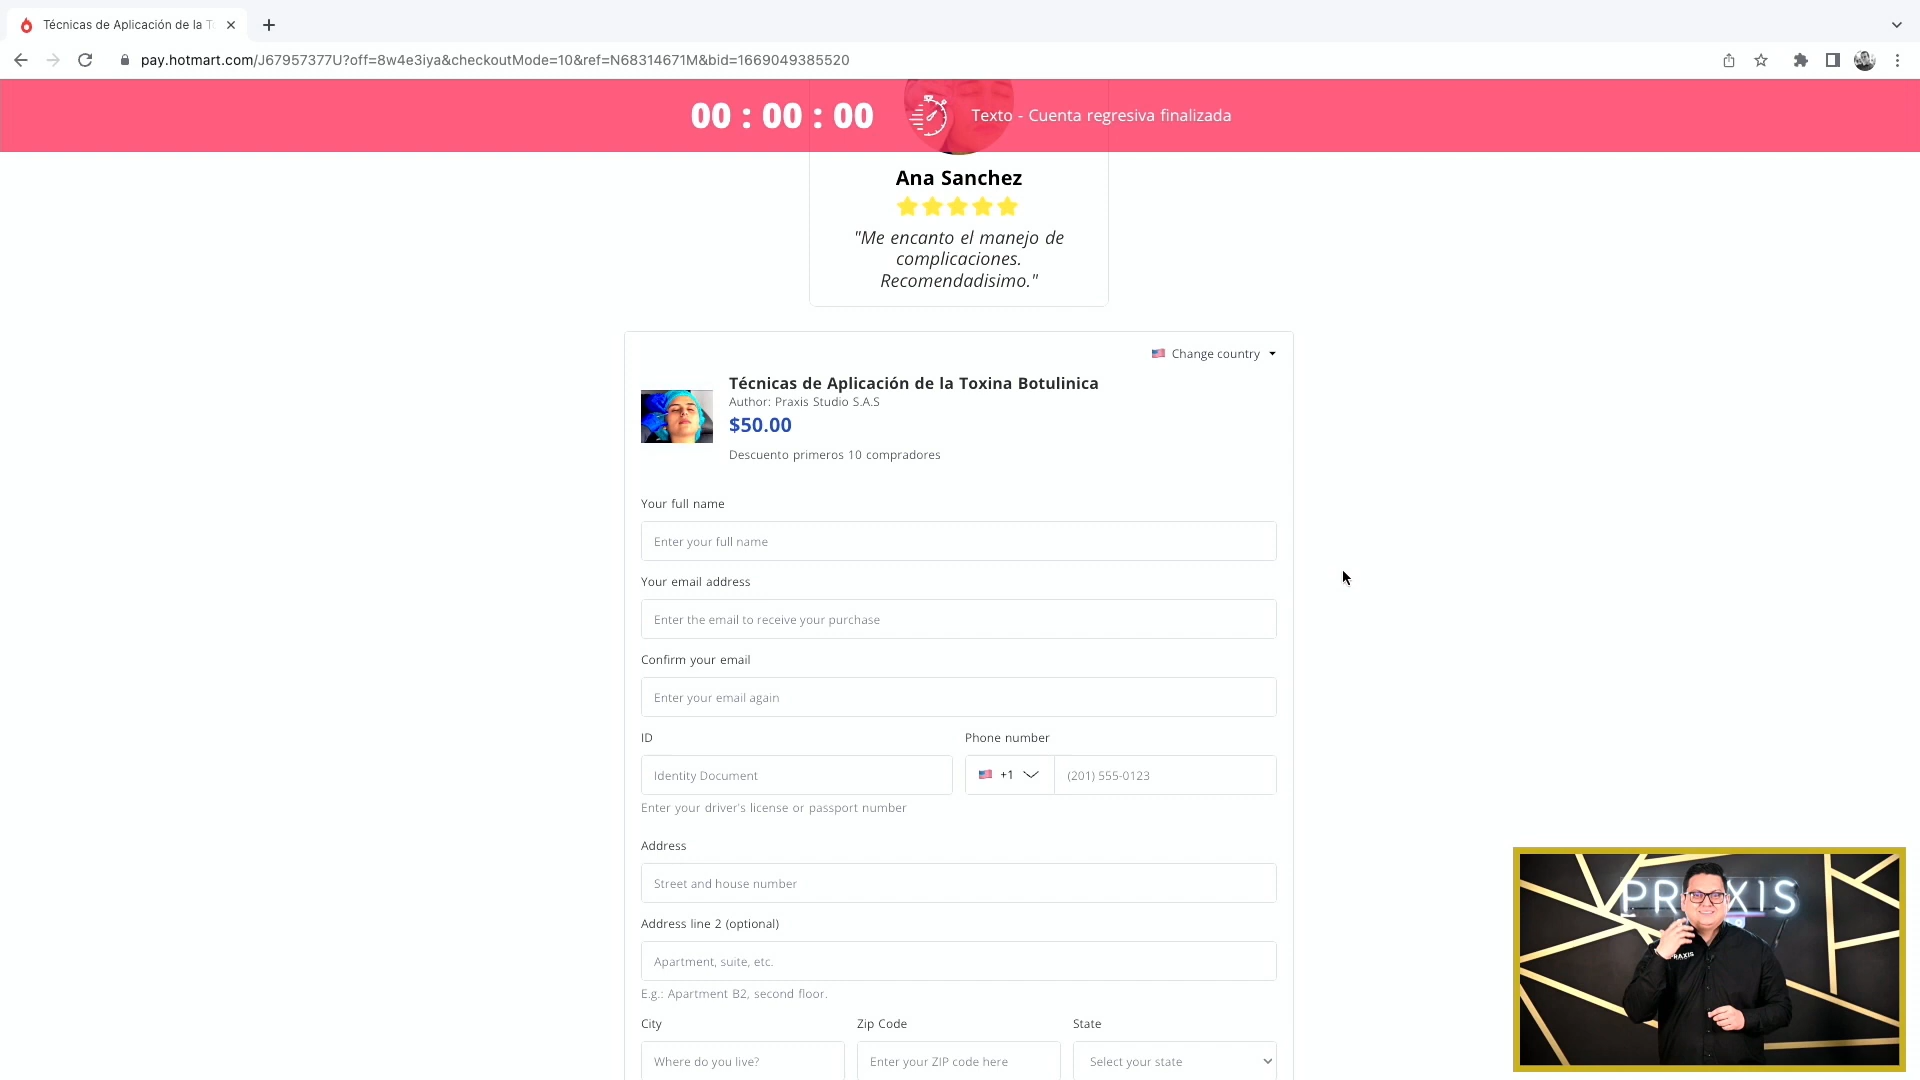 Técnicas de Aplicación de la T
pay.hotmart.com/J67957377U?off=8w4e3iya&checkoutMode=10&ref=N68314671M&bid=1669049385520
00 : 00 : 00
Texto - Cuenta regresiva finalizada
Ana Sanchez
"Me encanto el manejo de
complicaciones.
Recomendadisimo."
Change country
Técnicas de Aplicación de la Toxina Botulinica
Author: Praxis Studio S.A.S
$50.00
Descuento primeros 10 compradores
Your full name
Enter your full name
Your email address
Enter the email to receive your purchase
Confirm your email
Enter your email again
ID
Phone number
Identity Document
+1
(201) 555-0123
Enter your driver's license or passport number
Address
Street and house number
Address line 2 (optional)
Apartment, suite, etc.
E.g.: Apartment B2, second floor.
City
Zip Code
State
Where do you live?
Enter your ZIP code here
Select your state
PRAXIS